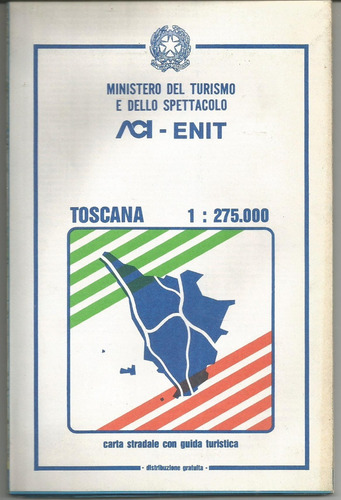 MINISTERO DEL TURISMO
E DELLO SPETTACOLO
ACI - ENIT
TOSCANA 1 : 275.000
carta stradale con guida turistica
- distribuzione gratuita -